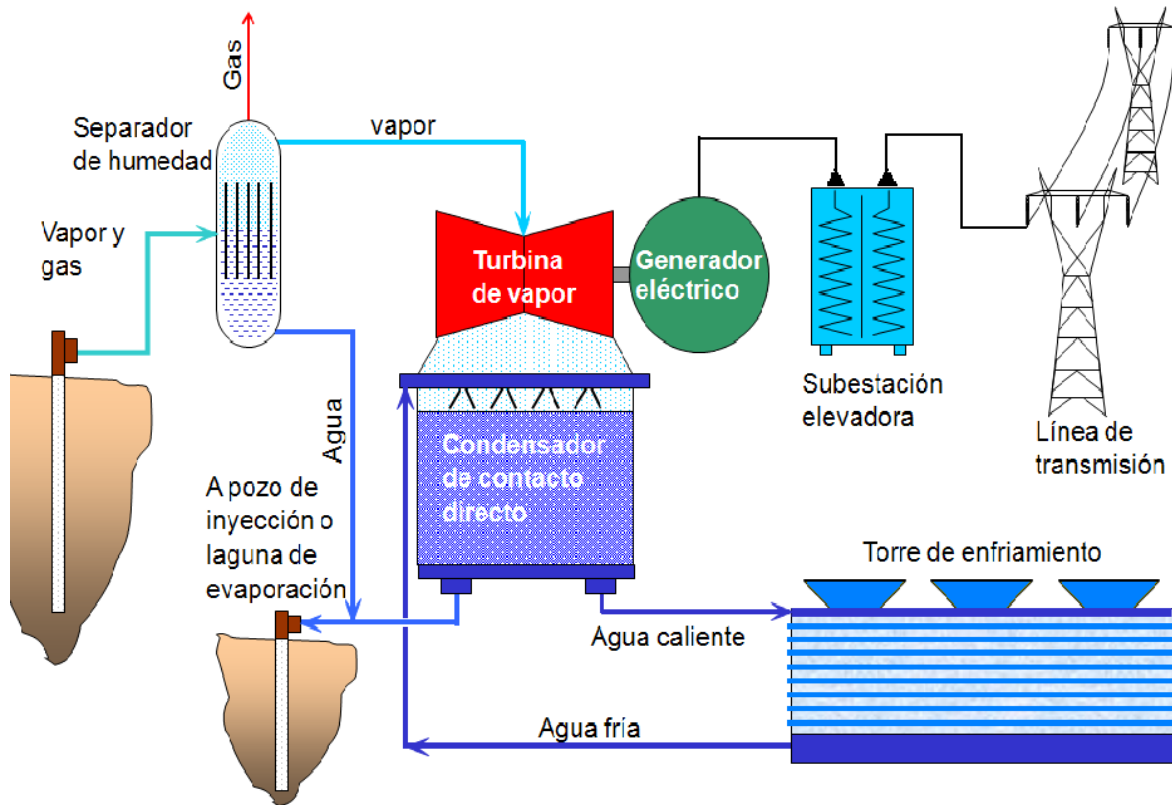 Gas
Separador
de humedad
vapor
Vapor y
gas
Turbina
de vapor
Generador
eléctrico
Subestación
elevadora
Línea de
transmisión
Agua
Condensador
de contacto
directo
A pozo de
inyección o
laguna de
evaporación
Torre de enfriamiento
Agua caliente
Agua fría